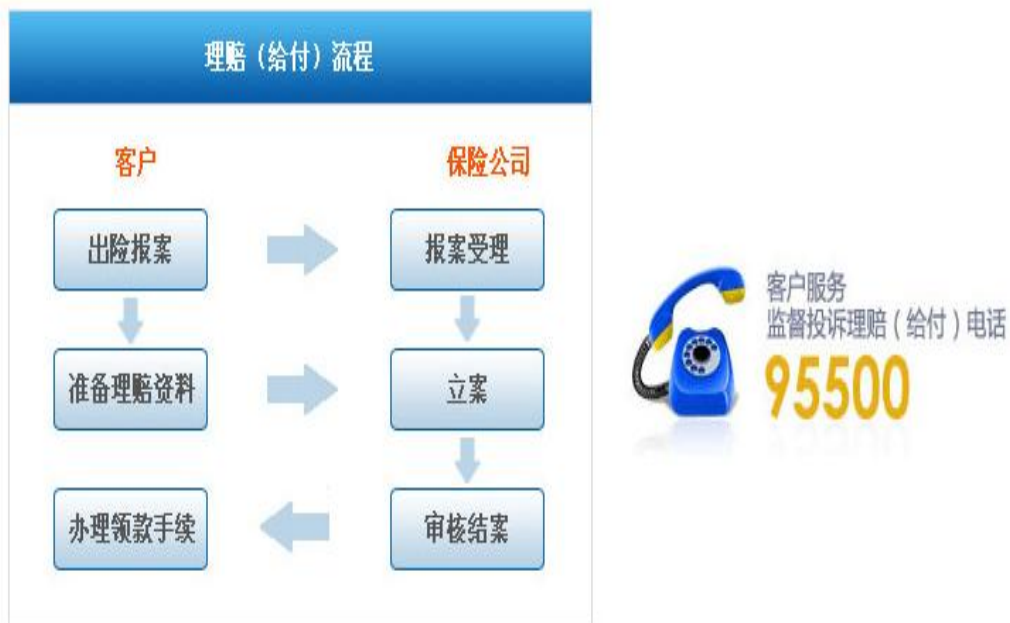 理赔（给付）流程
客户
保险公司
出险报案
报案受理
准备理赔资料
立案
办理领款手续
审核结案
客户服务
监督投诉理赔（给付）电话
95500